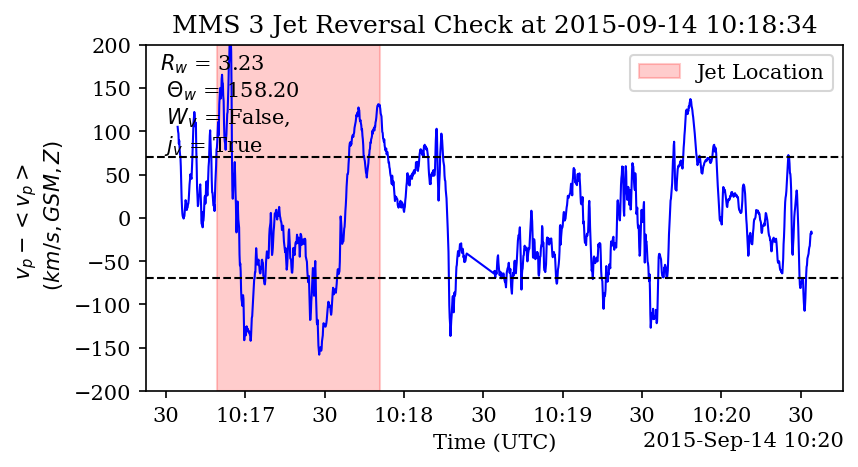 MMS 3 Jet Reversal Check at 2015-09-14 10:18:34
200
150
100
50
0
−50
−100
−150
−200
v_p − < v_p >
(km/s, GSM, Z)
R_w = 3.23
Θ_w = 158.20
W_v = False,
j_v = True
Jet Location
30 10:17 30 10:18 30 10:19 30 10:20 30
Time (UTC)
2015-Sep-14 10:20